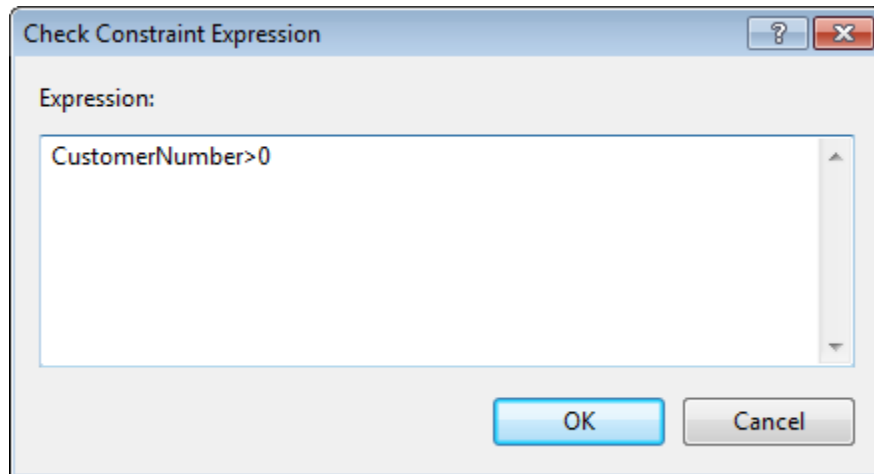 Check Constraint Expression
?
Expression:
CustomerNumber>0
OK
Cancel